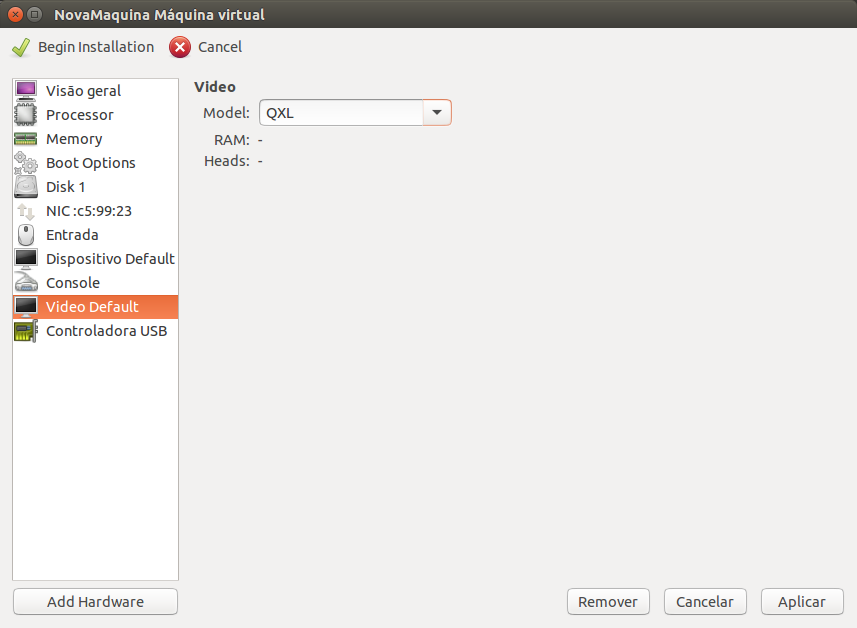 NovaMaquina Máquina virtual
Begin Installation Cancel
Visão geral
Processor
Memory
Boot Options
Disk 1
NIC :c5:99:23
Entrada
Dispositivo Default
Console
Video Default
Controladora USB
Video
Model: QXL
RAM: -
Heads: -
Add Hardware
Remover Cancelar Aplicar